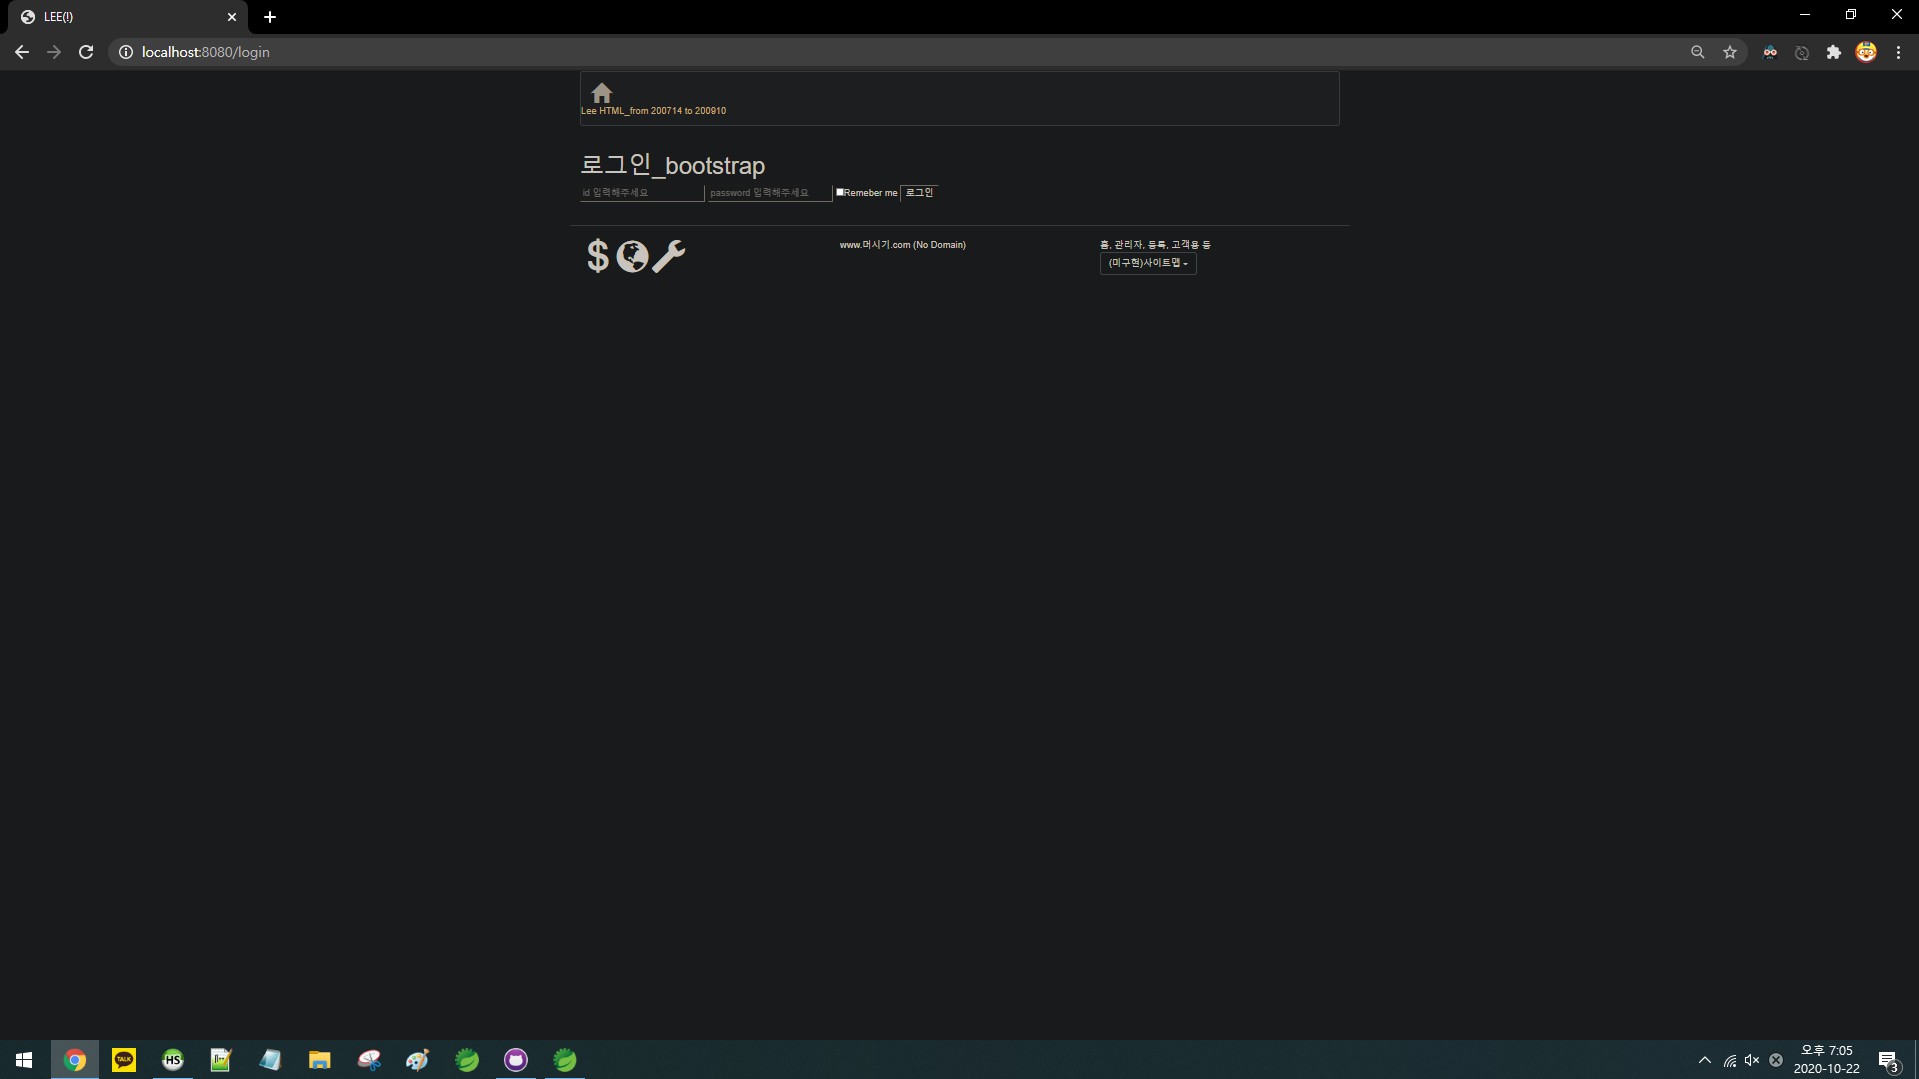 LEE(!)
localhost:8080/login
Lee HTML_from 200714 to 200910
로그인_bootstrap
id 입력해주세요 password 입력해주세요 Remeber me 로그인
$ www.머시기.com (No Domain) 홈, 관리자, 등록, 고객용 등
(미구현)사이트맵
TALK HS 오후 7:05
2020-10-22 3